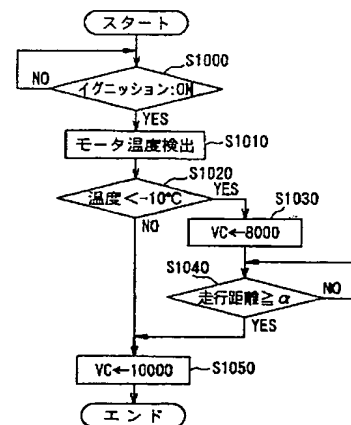 スタート
S1000
イグニッション:ON
NO
YES
モータ温度検出
S1010
S1020
温度<-10℃
YES
NO
S1030
VC←8000
S1040
走行距離≧α
NO
YES
VC←10000
S1050
エンド